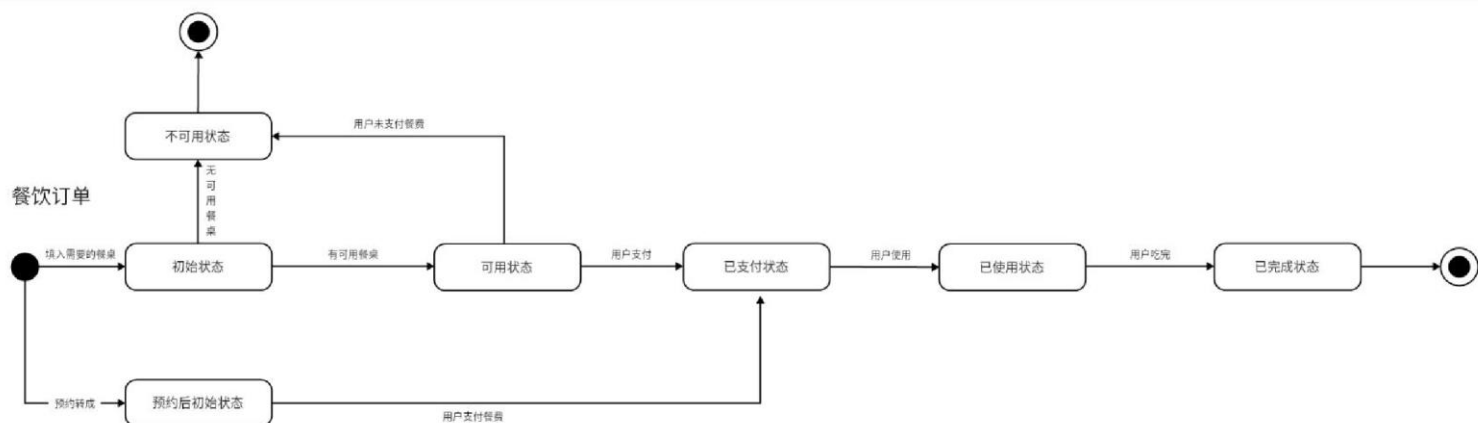 不可用状态
用户未支付餐费
无可用餐桌
餐饮订单
填入需要的餐桌
初始状态
有可用餐桌
可用状态
用户支付
已支付状态
用户使用
已使用状态
用户吃完
已完成状态
预约转成
预约后初始状态
用户支付餐费